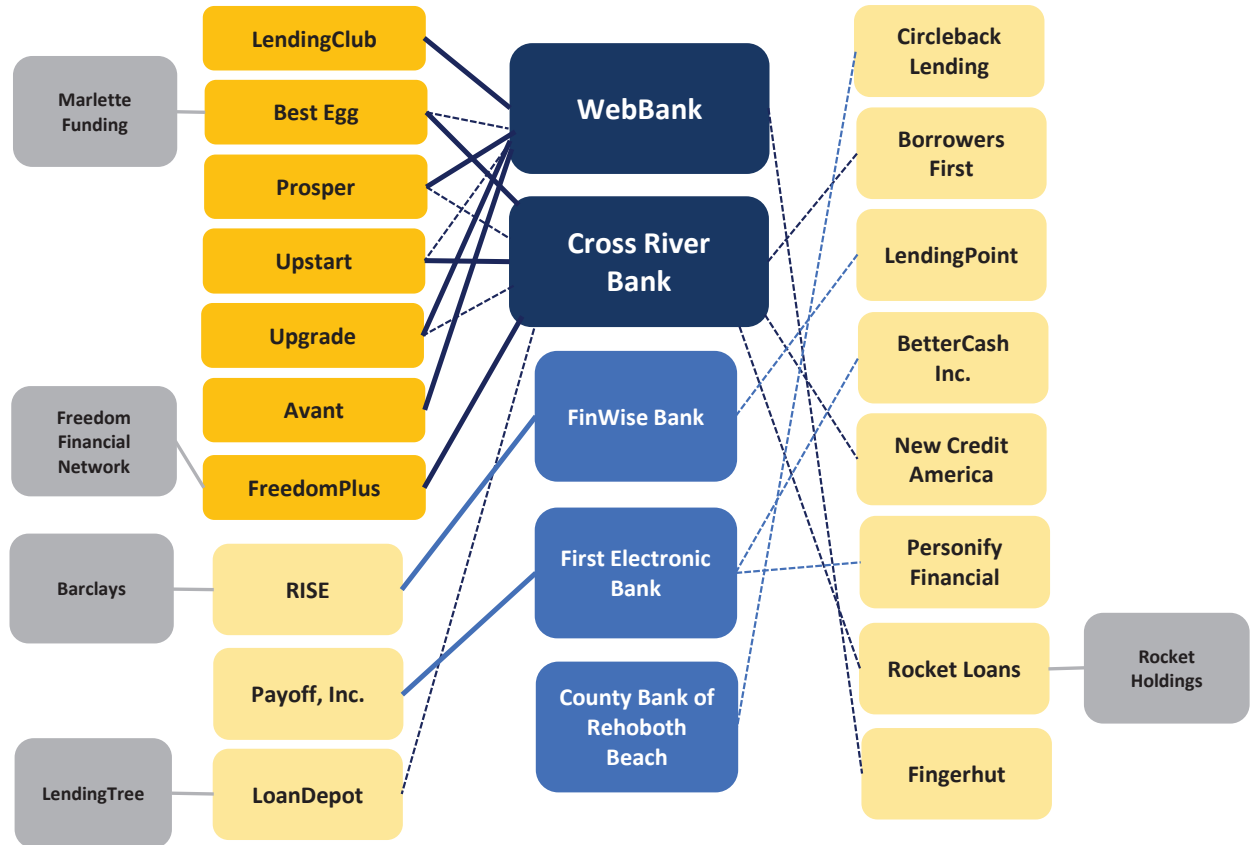 LendingClub
Marlette
Funding
Best Egg
Prosper
Upstart
Upgrade
Avant
Freedom
Financial
Network
FreedomPlus
Barclays
RISE
Payoff, Inc.
LendingTree
LoanDepot
WebBank
Cross River
Bank
FinWise Bank
First Electronic
Bank
County Bank of
Rehoboth
Beach
Circleback
Lending
Borrowers
First
LendingPoint
BetterCash
Inc.
New Credit
America
Personify
Financial
Rocket Loans
Rocket
Holdings
Fingerhut